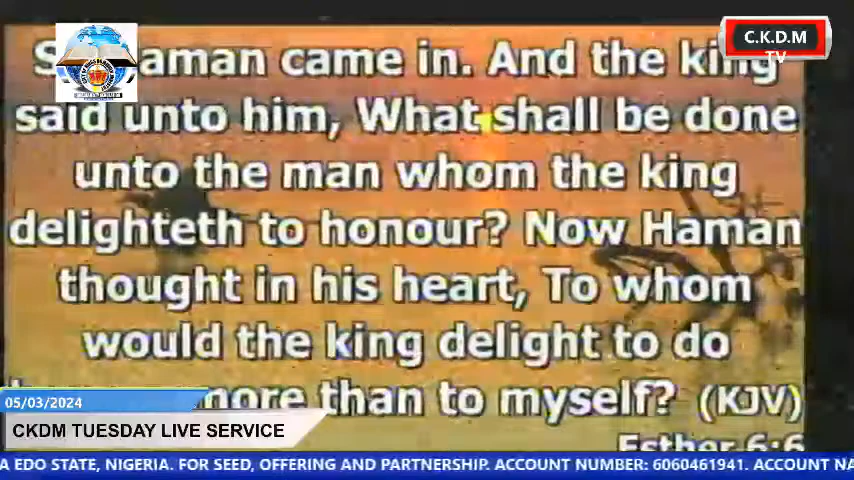 C.K.D.M
TV
aman came in. And the king
said unto him, What shall be done
unto the man whom the king
delighteth to honour? Now Haman
thought in his heart, To whom
would the king delight to do
more than to myself? (KJV)
Esther 6:6
05/03/2024
CKDM TUESDAY LIVE SERVICE
A EDO STATE, NIGERIA. FOR SEED, OFFERING AND PARTNERSHIP. ACCOUNT NUMBER: 6060461941. ACCOUNT NA